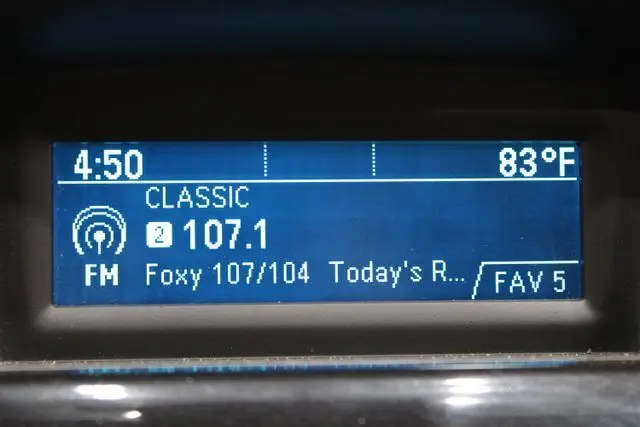 4:50 83°F
CLASSIC
2 107.1
FM Foxy 107/104 Today's R... FAV 5